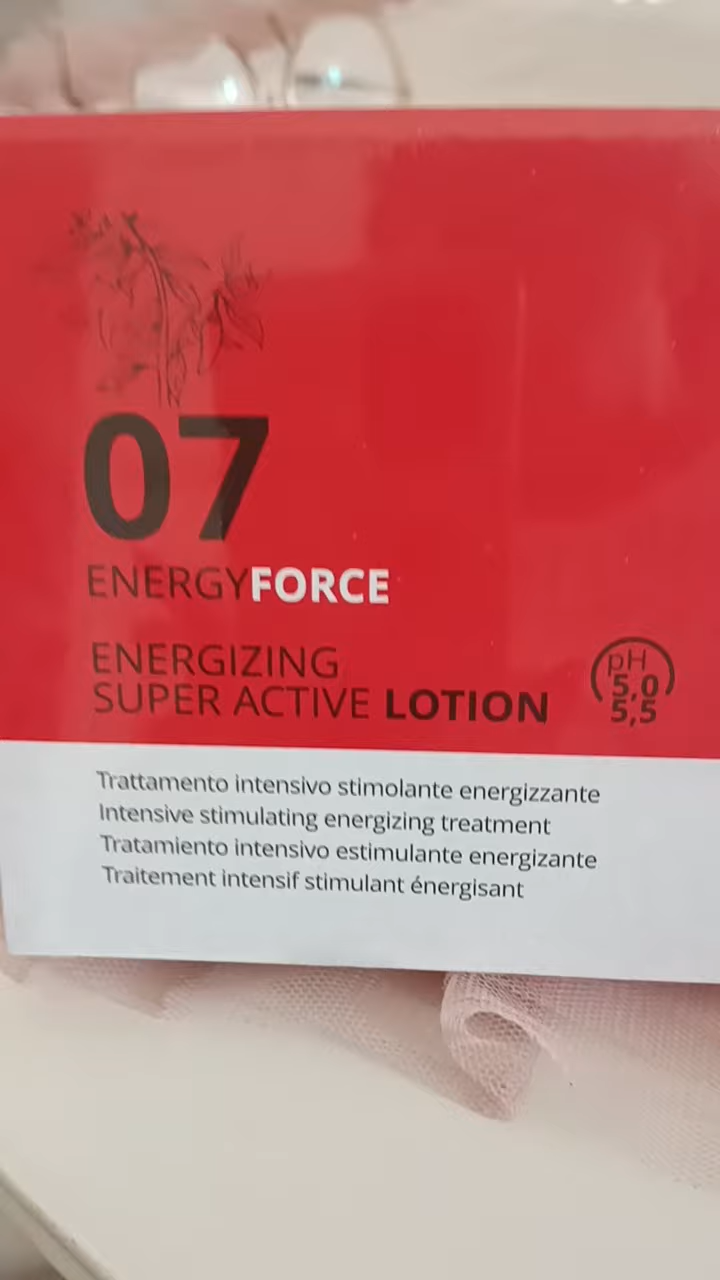 07
ENERGYFORCE
ENERGIZING
SUPER ACTIVE LOTION
pH
5,0
5,5
Trattamento intensivo stimolante energizzante
Intensive stimulating energizing treatment
Tratamiento intensivo estimulante energizante
Traitement intensif stimulant énergisant